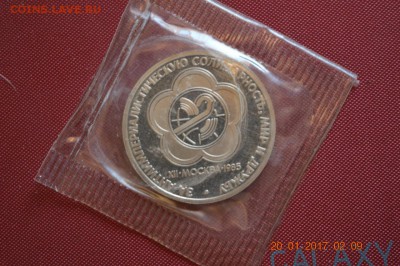 COINS.LAVE.RU
ЗА АНТИИМПЕРИАЛИСТИЧЕСКУЮ СОЛИДАРНОСТЬ, МИР И ДРУЖБУ
XII·МОСКВА·1985
20-01-2017 02:09
GALAXY